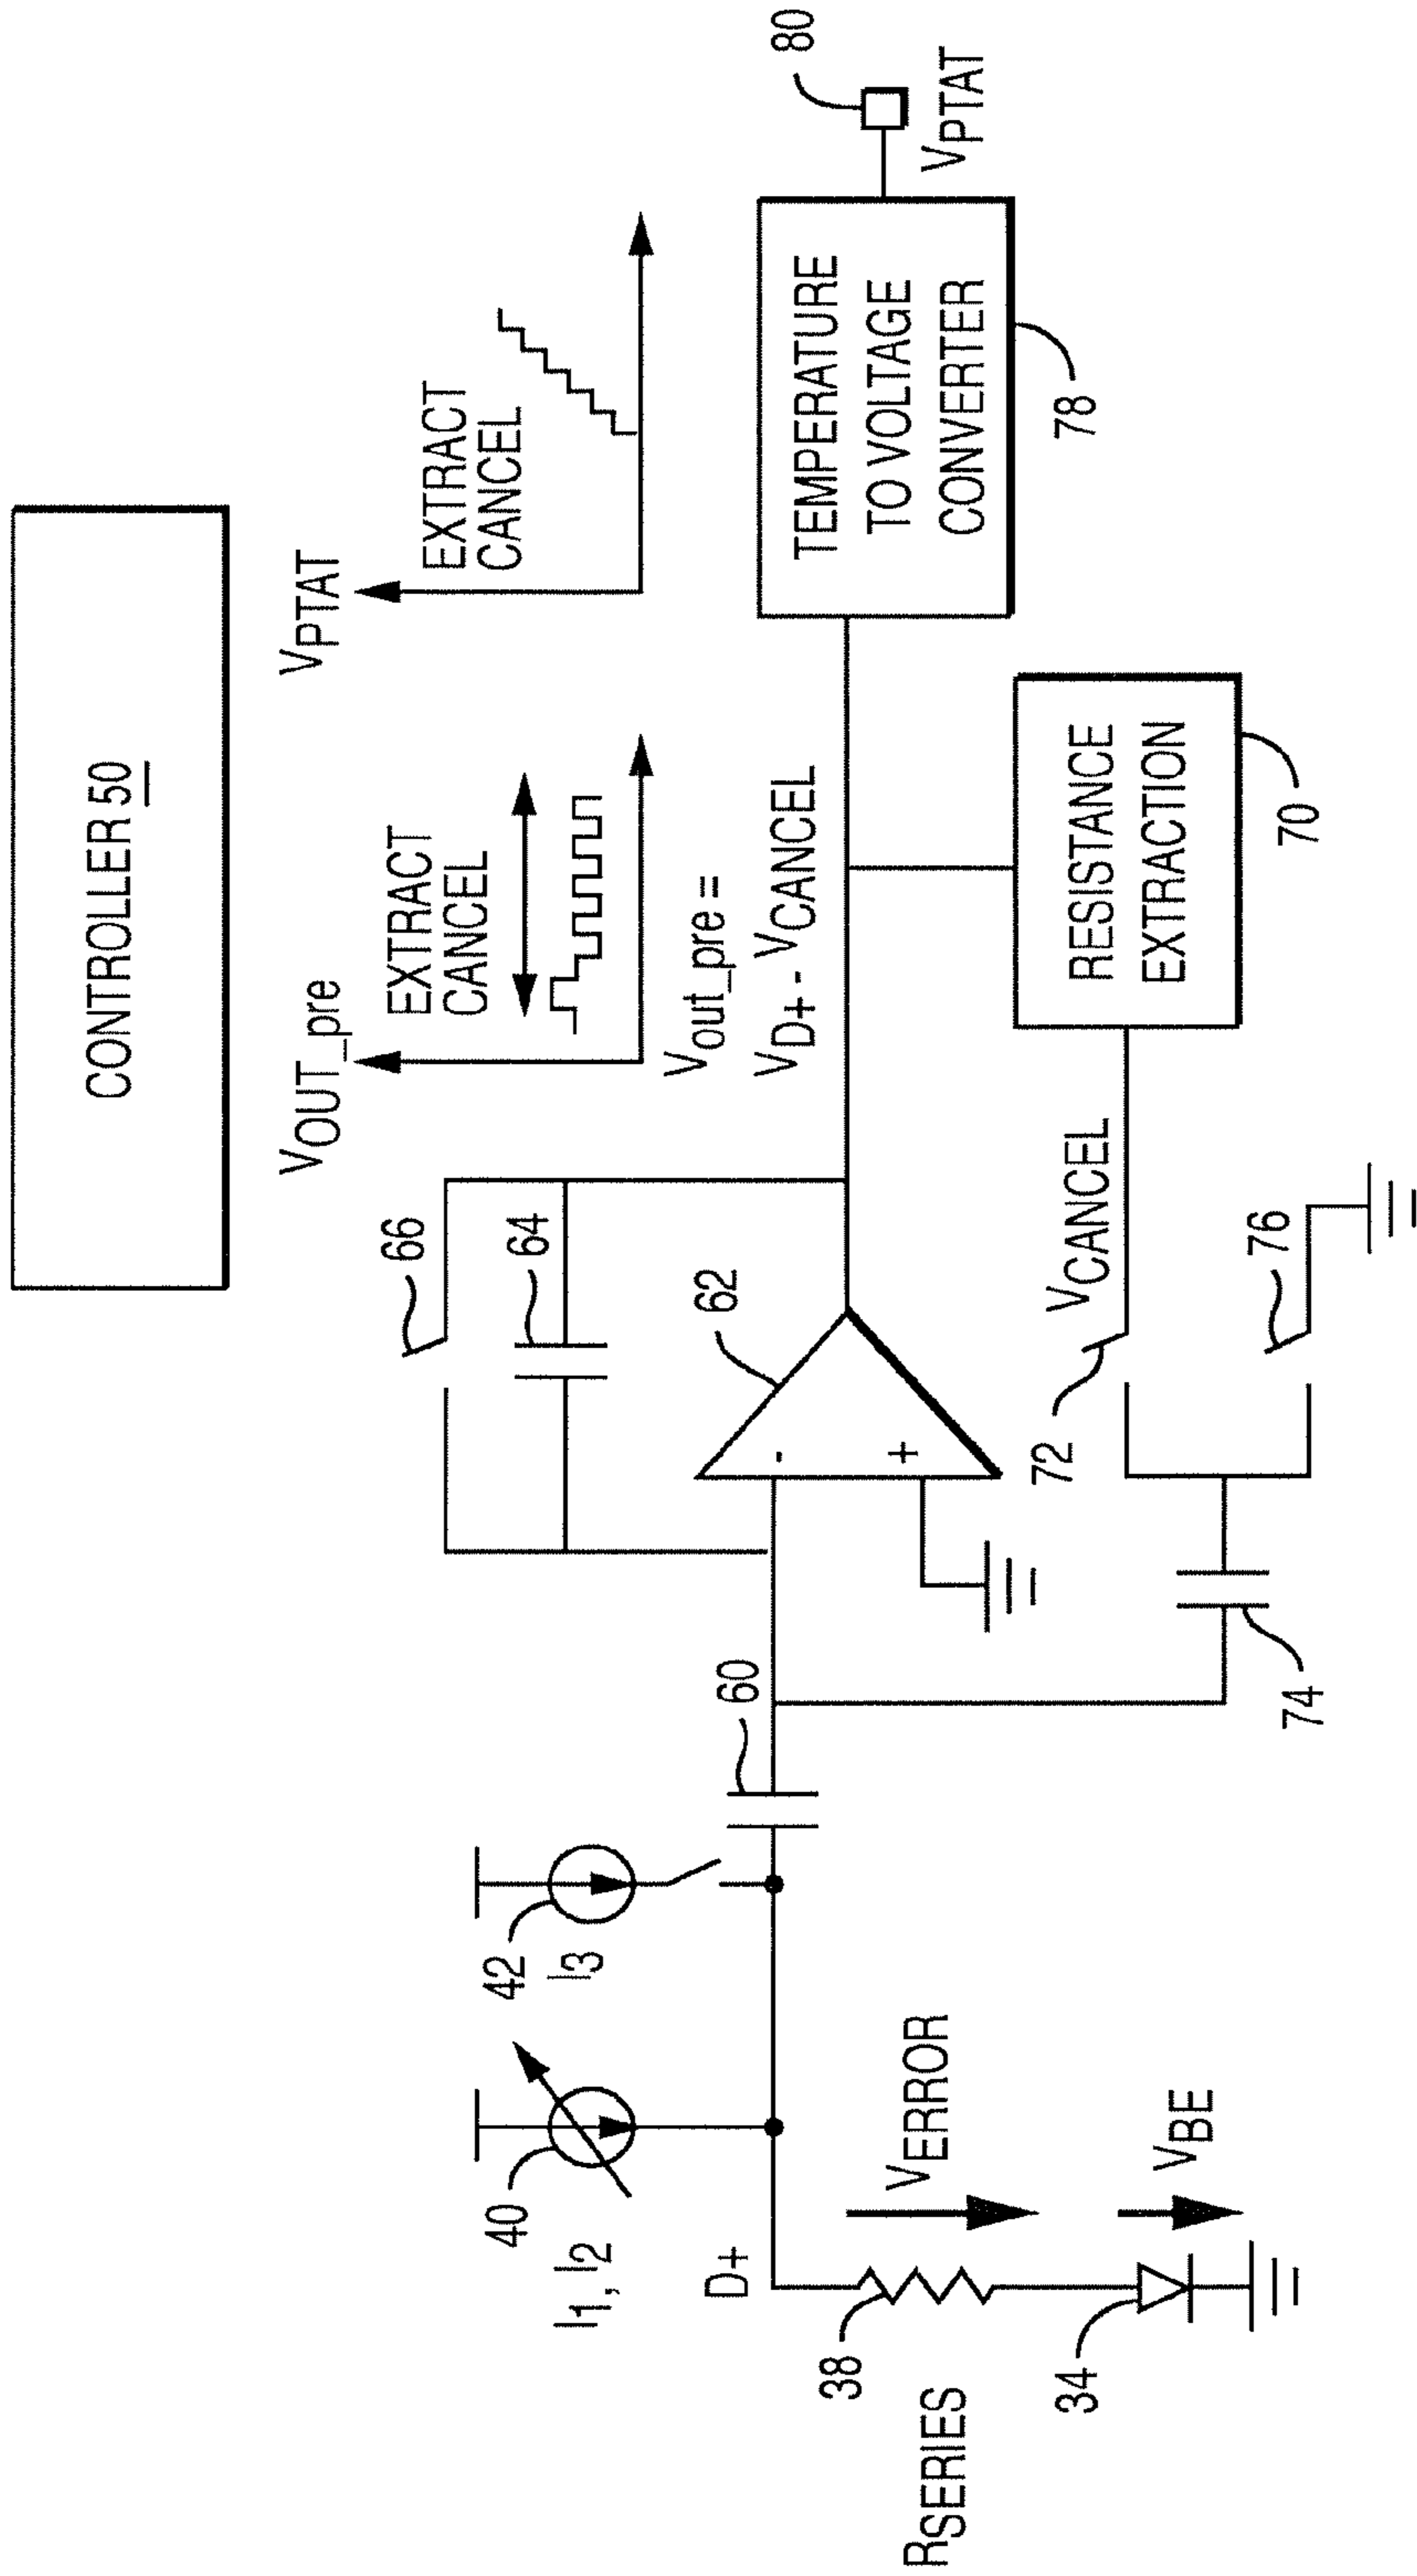 CONTROLLER 50
VOUT_pre
EXTRACT
CANCEL
VPTAT
EXTRACT
CANCEL
66
64
42
I3
40
I1, I2
D+
60
62
-
+
Vout_pre =
VD+ - VCANCEL
TEMPERATURE
TO VOLTAGE
CONVERTER
78
80
VPTAT
38
RSERIES
VERROR
34
VBE
74
72
VCANCEL
76
RESISTANCE
EXTRACTION
70